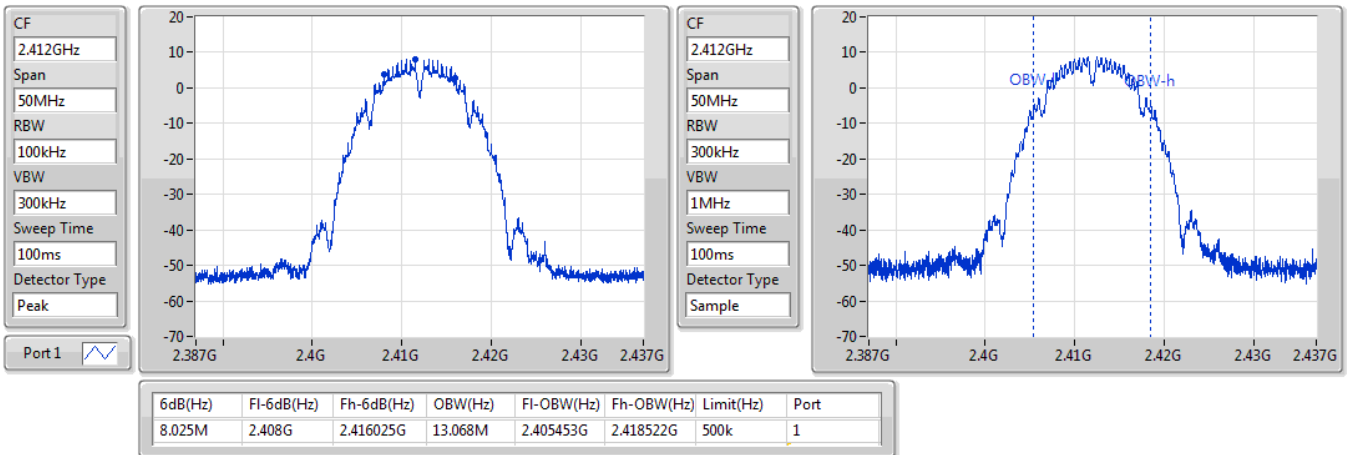 CF
2.412GHz
Span
50MHz
RBW
100kHz
VBW
300kHz
Sweep Time
100ms
Detector Type
Peak
Port 1
20
10
0
-10
-20
-30
-40
-50
-60
-70
2.387G 2.4G 2.41G 2.42G 2.43G 2.437G
CF
2.412GHz
Span
50MHz
RBW
300kHz
VBW
1MHz
Sweep Time
100ms
Detector Type
Sample
20
10
0
-10
-20
-30
-40
-50
-60
-70
OBW OBW-h
2.387G 2.4G 2.41G 2.42G 2.43G 2.437G
6dB(Hz) Fl-6dB(Hz) Fh-6dB(Hz) OBW(Hz) Fl-OBW(Hz) Fh-OBW(Hz) Limit(Hz) Port
8.025M 2.408G 2.416025G 13.068M 2.405453G 2.418522G 500k 1